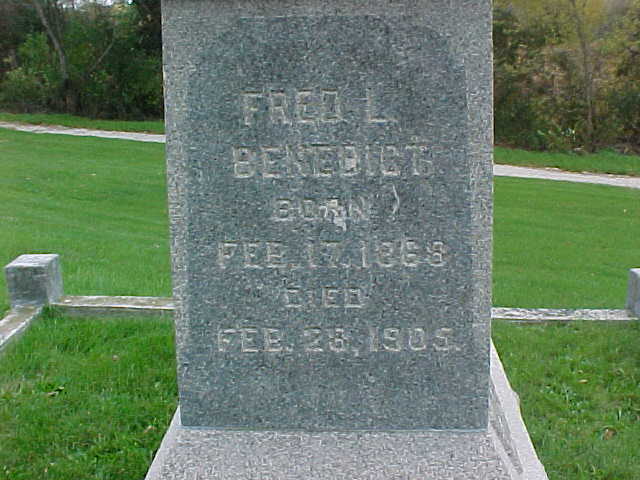 FRED L.
BENEDICT.
BORN
FEB. 17, 1868
DIED
FEB. 28, 1905.